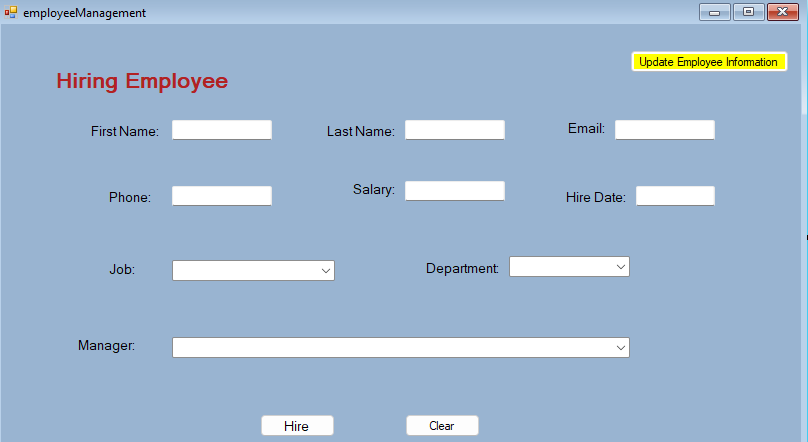 employeeManagement
Update Employee Information
Hiring Employee
First Name:
Last Name:
Email:
Phone:
Salary:
Hire Date:
Job:
Department:
Manager:
Hire
Clear